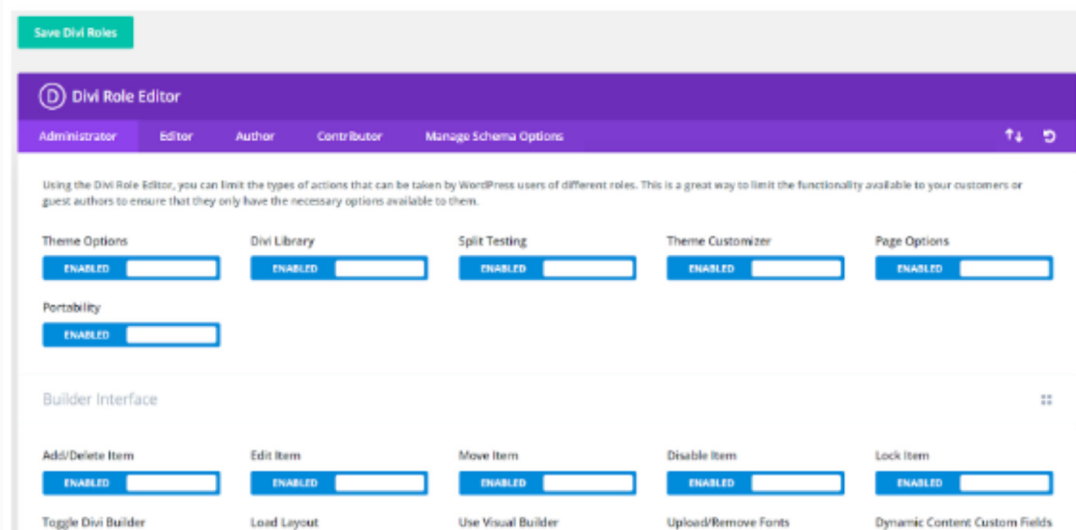 Save Divi Roles
D Divi Role Editor
Administrator Editor Author Contributor Manage Schema Options
Using the Divi Role Editor, you can limit the types of actions that can be taken by WordPress users of different roles. This is a great way to limit the functionality available to your customers or
guest authors to ensure that they only have the necessary options available to them.
Theme Options Divi Library Split Testing Theme Customizer Page Options
ENABLED ENABLED ENABLED ENABLED ENABLED
Portability
ENABLED
Builder Interface
Add/Delete Item Edit Item Move Item Disable Item Lock Item
ENABLED ENABLED ENABLED ENABLED ENABLED
Toggle Divi Builder Load Layout Use Visual Builder Upload/Remove Fonts Dynamic Content Custom Fields